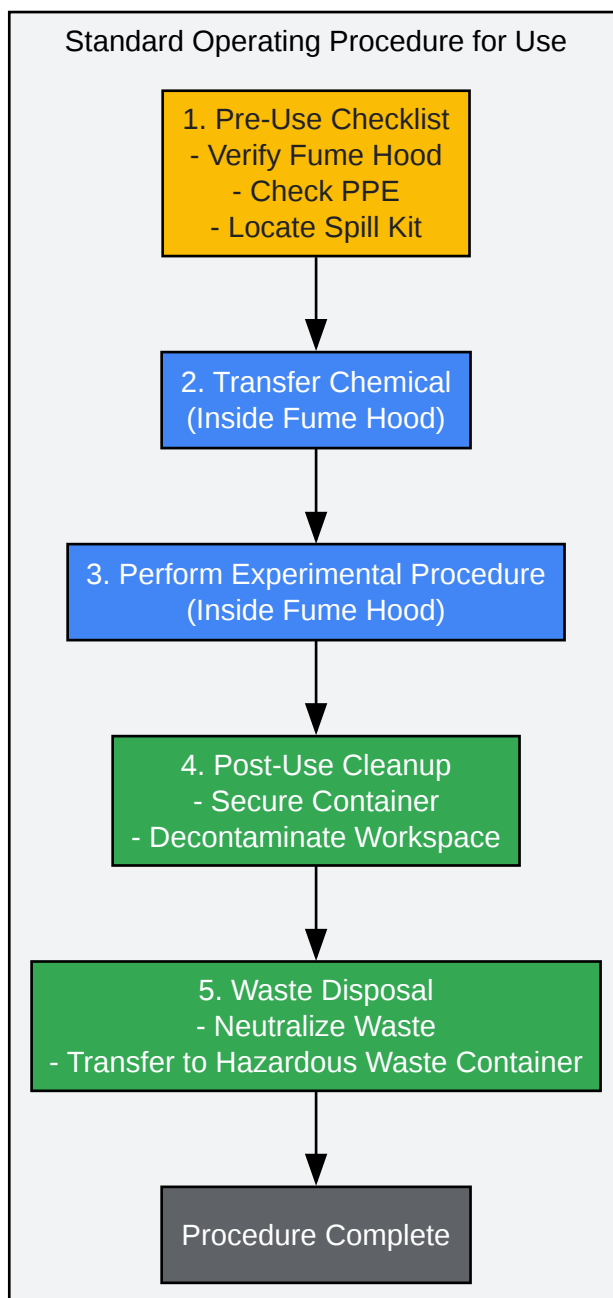 Standard Operating Procedure for Use
1. Pre-Use Checklist
- Verify Fume Hood
- Check PPE
- Locate Spill Kit
2. Transfer Chemical
(Inside Fume Hood)
3. Perform Experimental Procedure
(Inside Fume Hood)
4. Post-Use Cleanup
- Secure Container
- Decontaminate Workspace
5. Waste Disposal
- Neutralize Waste
- Transfer to Hazardous Waste Container
Procedure Complete